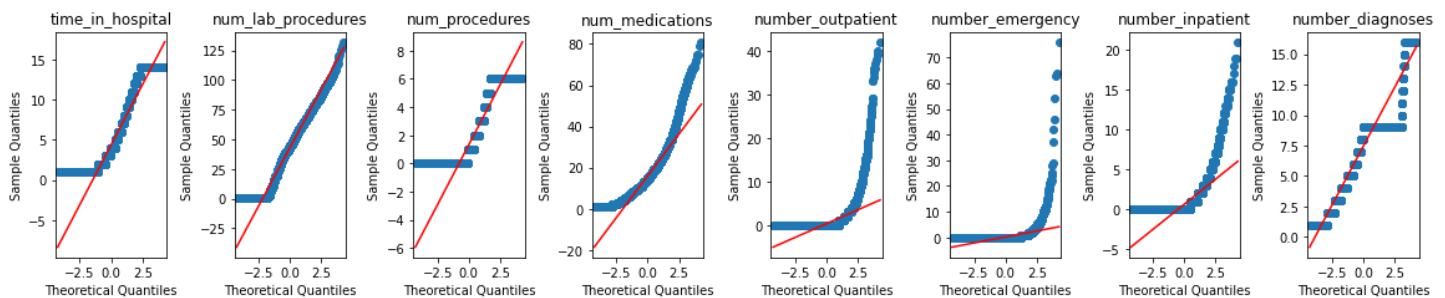 time_in_hospital
15
10
5
0
−5
Sample Quantiles
−2.5 0.0 2.5
Theoretical Quantiles
num_lab_procedures
125
100
75
50
25
0
−25
Sample Quantiles
−2.5 0.0 2.5
Theoretical Quantiles
num_procedures
8
6
4
2
0
−2
−4
−6
Sample Quantiles
−2.5 0.0 2.5
Theoretical Quantiles
num_medications
80
60
40
20
0
−20
Sample Quantiles
−2.5 0.0 2.5
Theoretical Quantiles
number_outpatient
40
30
20
10
0
Sample Quantiles
−2.5 0.0 2.5
Theoretical Quantiles
number_emergency
70
60
50
40
30
20
10
0
Sample Quantiles
−2.5 0.0 2.5
Theoretical Quantiles
number_inpatient
20
15
10
5
0
−5
Sample Quantiles
−2.5 0.0 2.5
Theoretical Quantiles
number_diagnoses
15.0
12.5
10.0
7.5
5.0
2.5
0.0
Sample Quantiles
−2.5 0.0 2.5
Theoretical Quantiles